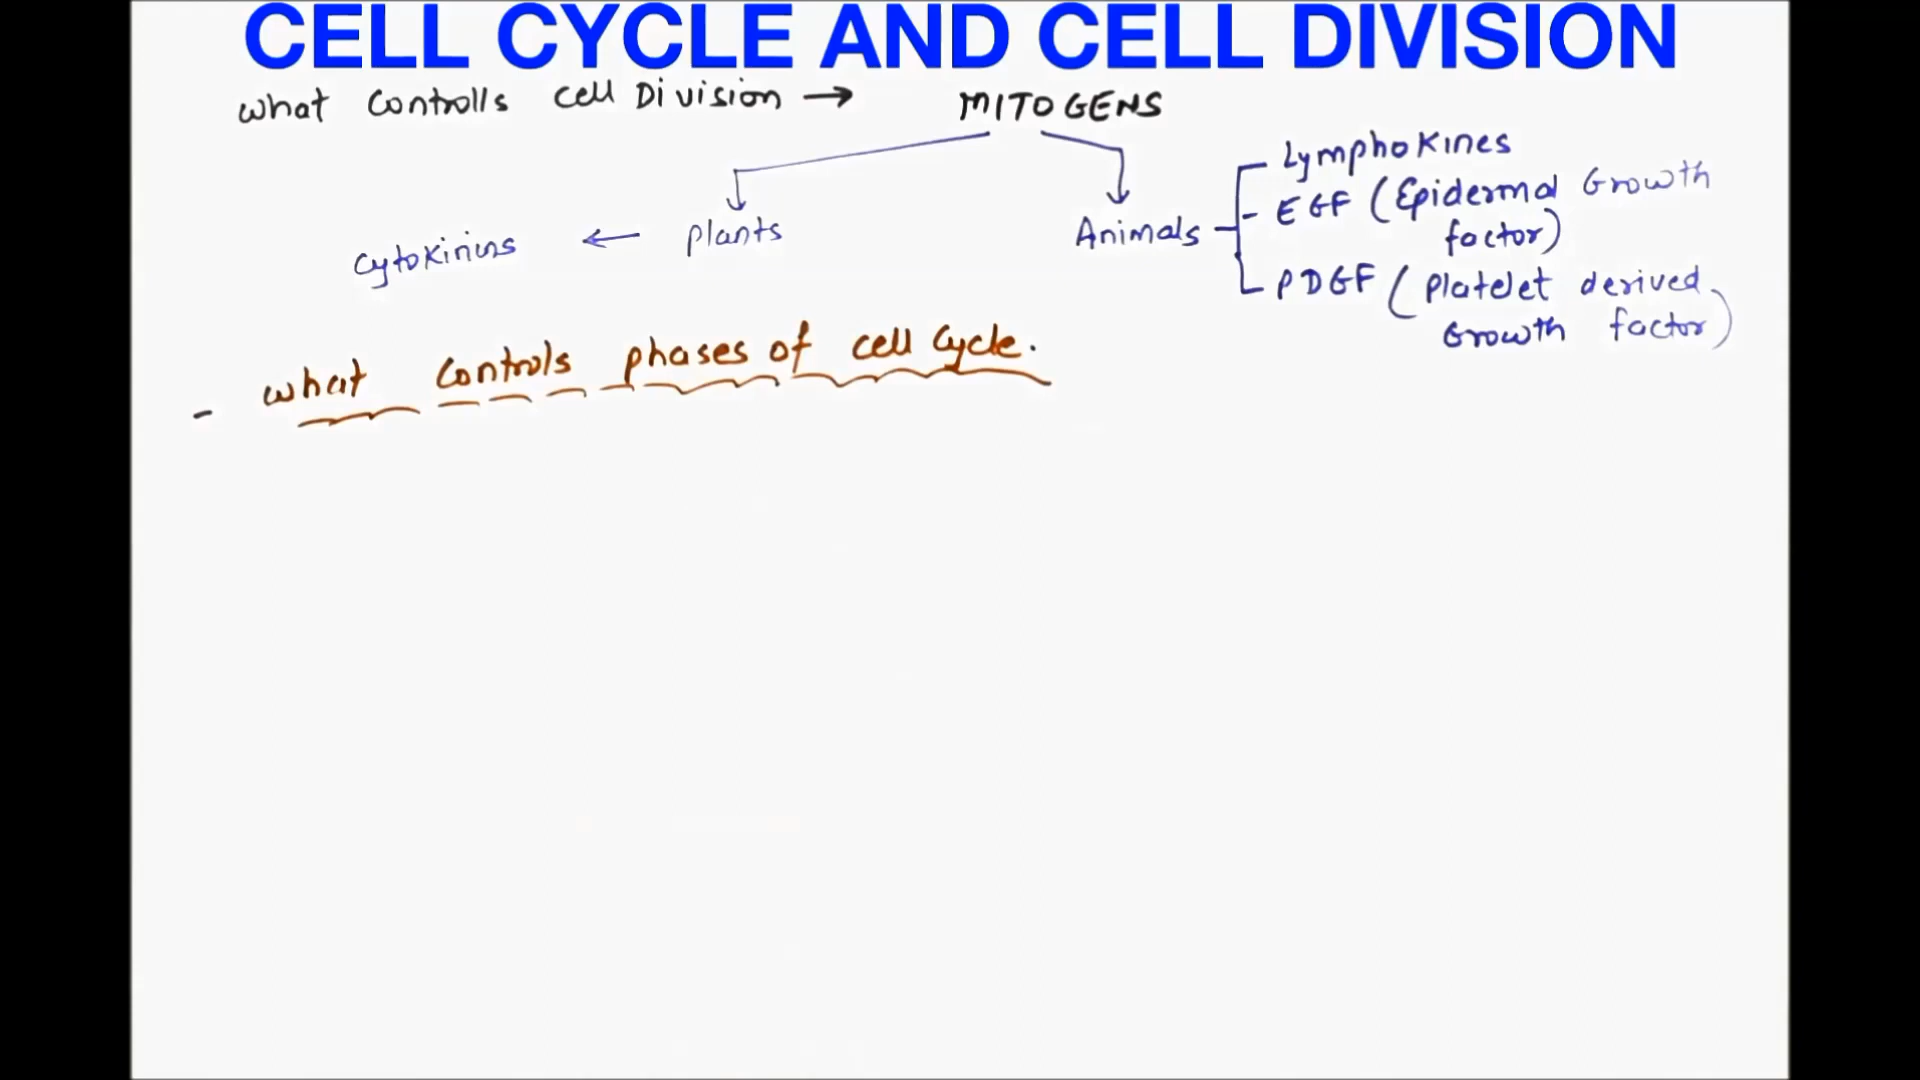 CELL CYCLE AND CELL DIVISION
what Controlls cell Division → MITOGENS
Lymphokines
EGF (Epidermal Growth
factor)
Cytokinins ← plants
Animals
PDGF (platelet derived
Growth factor)
- what controls phases of cell cycle.